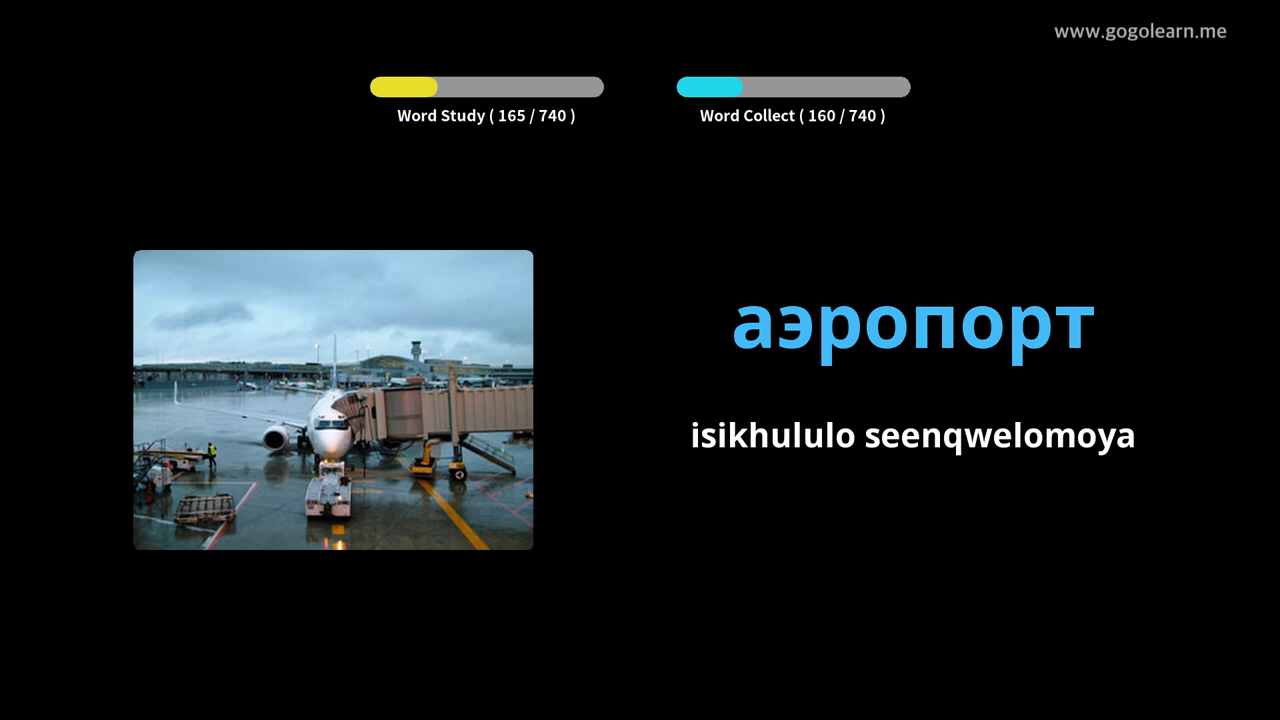 www.gogolearn.me
Word Study ( 165 / 740 )
Word Collect ( 160 / 740 )
аэропорт
isikhululo seenqwelomoya